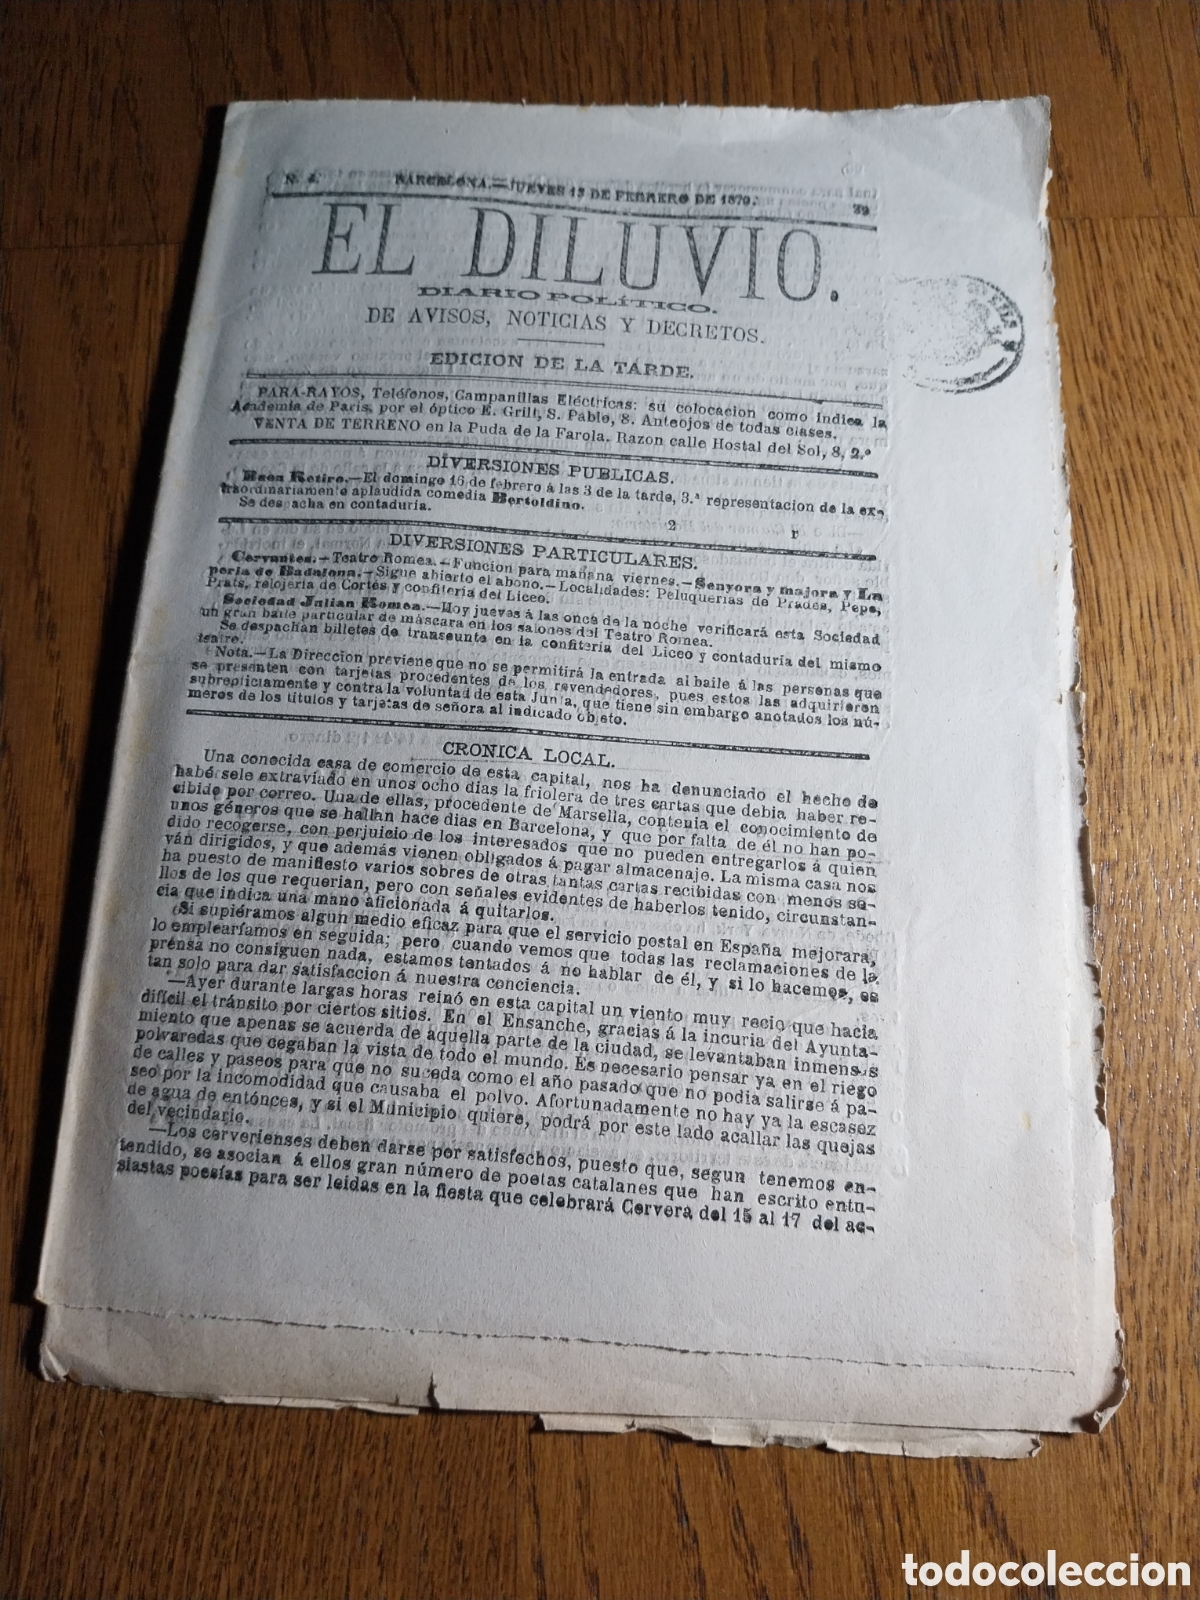 BARCELONA.—JUEVES 13 DE FEBRERO DE 1879. 39
EL DILUVIO.
DIARIO POLÍTICO.
DE AVISOS, NOTICIAS Y DECRETOS.
EDICION DE LA TARDE.
PARA-RAYOS, Teléfonos, Campanillas Eléctricas: su colocacion como indica la
Academia de Paris, por el óptico E. Grill, S. Pablo, 8. Anteojos de todas clases.
VENTA DE TERRENO en la Puda de la Farola. Razon calle Hostal del Sol, 8, 2.º
DIVERSIONES PUBLICAS.
Buen Retiro.—El domingo 16 de febrero á las 3 de la tarde, 3.ª representacion de la ex-
traordinariamente aplaudida comedia Bertoldino.
Se despacha en contaduría. 2 r
DIVERSIONES PARTICULARES.
Cervantes.—Teatro Romea.—Funcion para mañana viernes.—Senyora y majora y La
perla de Badalona.—Sigue abierto el abono.—Localidades: Peluquerías de Prades, Pepe,
Prats, relojería de Cortés y confitería del Liceo.
Sociedad Julian Romea.—Hoy jueves á las once de la noche verificará esta Sociedad
un gran baile particular de máscara en los salones del Teatro Romea.
Se despachan billetes de transeunte en la confitería del Liceo y contaduría del mismo
teatro.
Nota.—La Direccion previene que no se permitirá la entrada al baile á las personas que
se presenten con tarjetas procedentes de los revendedores, pues estos las adquirieron
subrepticiamente y contra la voluntad de esta Junta, que tiene sin embargo anotados los nú-
meros de los títulos y tarjetas de señora al indicado objeto.
CRONICA LOCAL.
Una conocida casa de comercio de esta capital, nos ha denunciado el hecho de
habérsele extraviado en unos ocho dias la friolera de tres cartas que debia haber re-
cibido por correo. Una de ellas, procedente de Marsella, contenia el conocimiento de
unos géneros que se hallan hace dias en Barcelona, y que por falta de él no han po-
dido recogerse, con perjuicio de los interesados que no pueden entregarlos á quien
ván dirigidos, y que además vienen obligados á pagar almacenaje. La misma casa nos
ha puesto de manifiesto varios sobres de otras tantas cartas recibidas con menos se-
llos de los que requerian, pero con señales evidentes de haberlos tenido, circunstan-
cia que indica una mano aficionada á quitarlos.
Si supiéramos algun medio eficaz para que el servicio postal en España mejorara,
lo emplearíamos en seguida; pero cuando vemos que todas las reclamaciones de la
prensa no consiguen nada, estamos tentados á no hablar de él, y si lo hacemos, es
tan solo para dar satisfaccion á nuestra conciencia.
—Ayer durante largas horas reinó en esta capital un viento muy recio que hacia
difícil el tránsito por ciertos sitios. En el Ensanche, gracias á la incuria del Ayunta-
miento que apenas se acuerda de aquella parte de la ciudad, se levantaban inmensas
polvaredas que cegaban la vista de todo el mundo. Es necesario pensar ya en el riego
de calles y paseos para que no suceda como el año pasado que no podia salirse á pa-
seo por la incomodidad que causaba el polvo. Afortunadamente no hay ya la escasez
de agua de entónces, y si el Municipio quiere, podrá por este lado acallar las quejas
del vecindario.
—Los cerverienses deben darse por satisfechos, puesto que, segun tenemos en-
tendido, se asocian á ellos gran número de poetas catalanes que han escrito entu-
siastas poesías para ser leidas en la fiesta que celebrará Cervera del 15 al 17 del ac-
todocoleccion